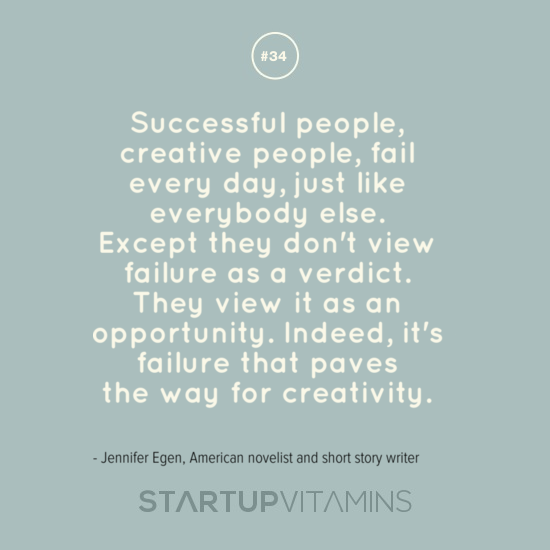 #34
Successful people,
creative people, fail
every day, just like
everybody else.
Except they don't view
failure as a verdict.
They view it as an
opportunity. Indeed, it's
failure that paves
the way for creativity.
- Jennifer Egen, American novelist and short story writer
STARTUPVITAMINS